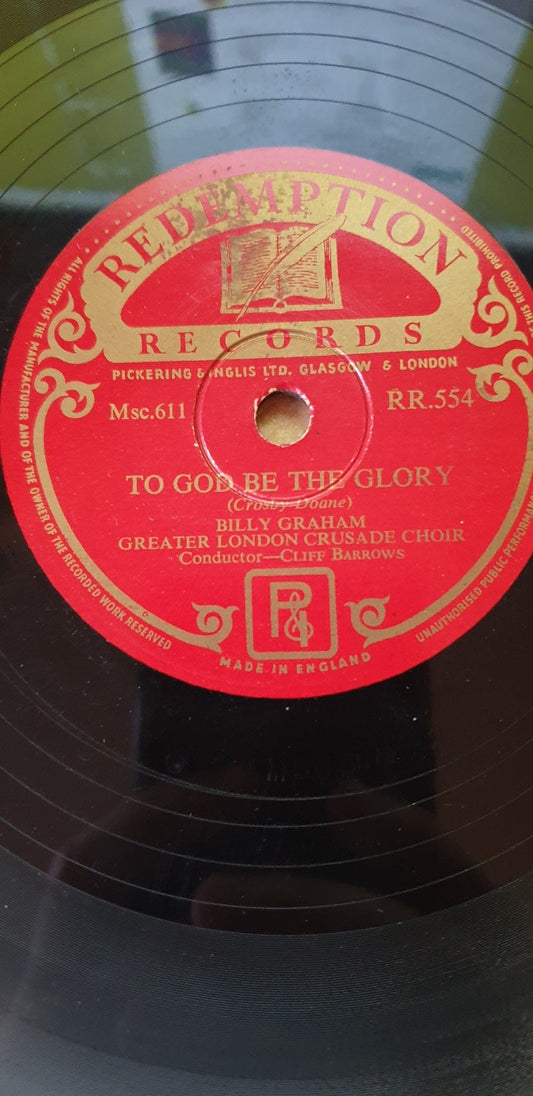 REDEMPTION
RECORDS
PICKERING & INGLIS LTD. GLASGOW & LONDON
Msc.611
RR.554
TO GOD BE THE GLORY
(Crosby-Doane)
BILLY GRAHAM
GREATER LONDON CRUSADE CHOIR
Conductor—CLIFF BARROWS
P&I
MADE IN ENGLAND
ALL RIGHTS OF THE MANUFACTURER AND OF THE OWNER OF THE RECORDED WORK RESERVED
UNAUTHORISED PUBLIC PERFORM
OF THIS RECORD PROHIBITED